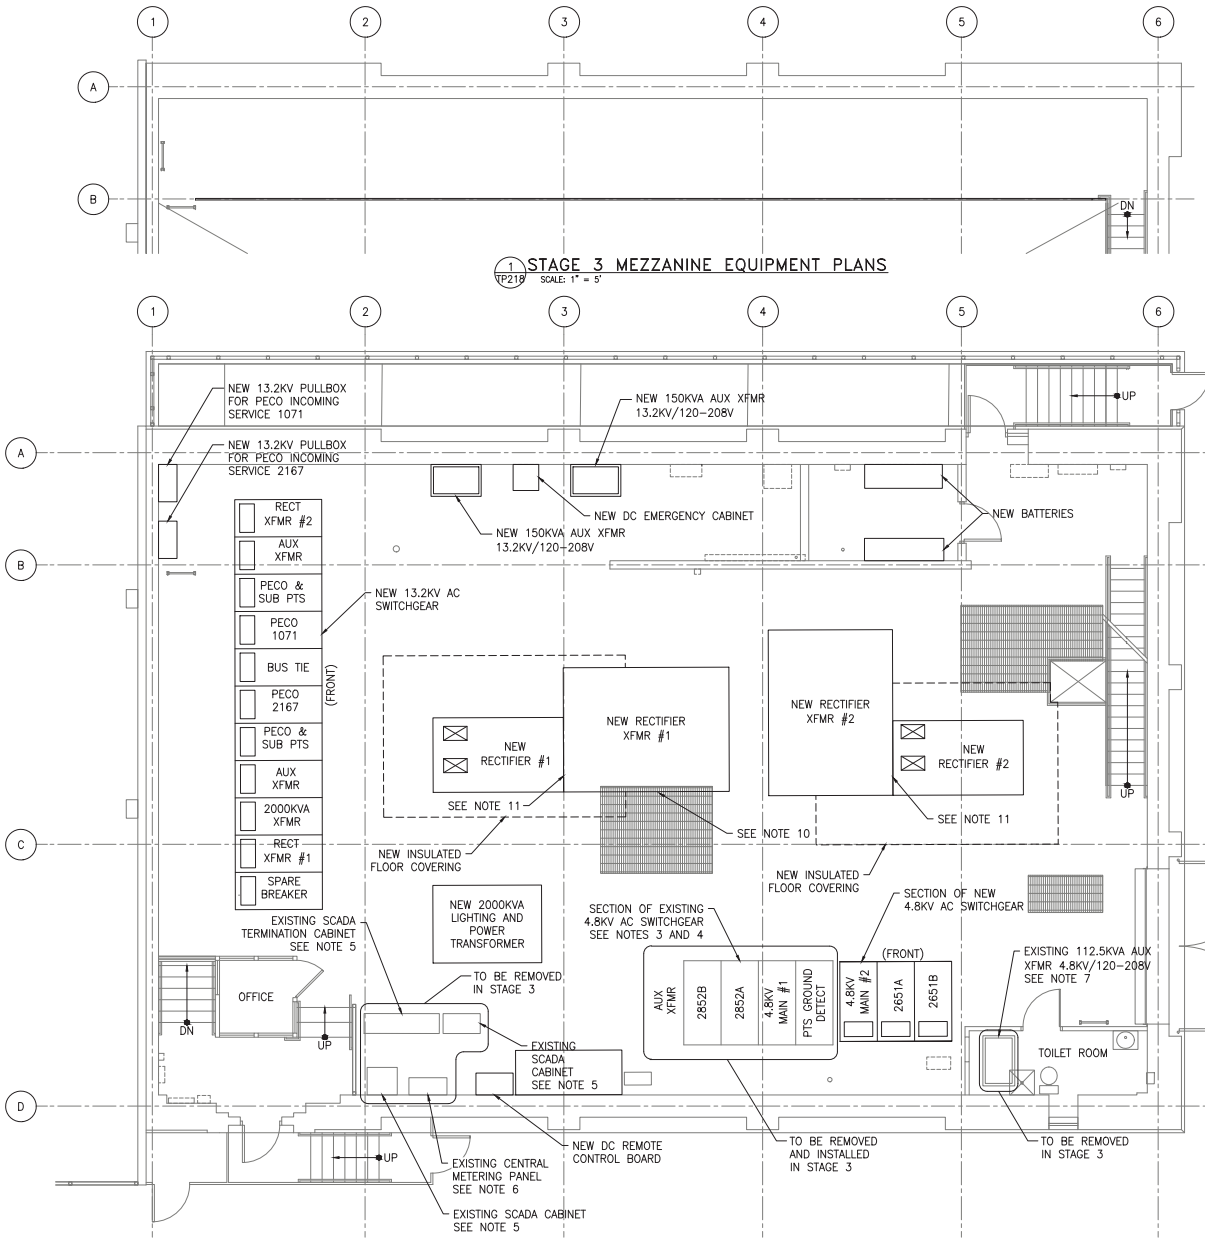 1
2
3
4
5
6
A
B
DN
1
TP218
STAGE 3 MEZZANINE EQUIPMENT PLANS
SCALE: 1" = 5'
1
2
3
4
5
6
NEW 13.2KV PULLBOX
FOR PECO INCOMING
SERVICE 1071
NEW 150KVA AUX XFMR
13.2KV/120-208V
UP
NEW 13.2KV PULLBOX
FOR PECO INCOMING
SERVICE 2167
A
NEW DC EMERGENCY CABINET
NEW BATTERIES
NEW 150KVA AUX XFMR
13.2KV/120-208V
B
RECT
XFMR #2
AUX
XFMR
PECO &
SUB PTS
PECO
1071
BUS TIE
PECO
2167
PECO &
SUB PTS
AUX
XFMR
2000KVA
XFMR
RECT
XFMR #1
SPARE
BREAKER
(FRONT)
NEW 13.2KV AC
SWITCHGEAR
NEW
RECTIFIER #1
NEW RECTIFIER
XFMR #1
NEW RECTIFIER
XFMR #2
NEW
RECTIFIER #2
UP
SEE NOTE 11
SEE NOTE 10
SEE NOTE 11
C
NEW INSULATED
FLOOR COVERING
NEW INSULATED
FLOOR COVERING
NEW 2000KVA
LIGHTING AND
POWER
TRANSFORMER
SECTION OF EXISTING
4.8KV AC SWITCHGEAR
SEE NOTES 3 AND 4
SECTION OF NEW
4.8KV AC SWITCHGEAR
EXISTING SCADA
TERMINATION CABINET
SEE NOTE 5
(FRONT)
EXISTING 112.5KVA AUX
XFMR 4.8KV/120-208V
SEE NOTE 7
TO BE REMOVED
IN STAGE 3
OFFICE
DN
UP
AUX
XFMR
2852B
2852A
4.8KV
MAIN #1
PTS GROUND
DETECT
4.8KV
MAIN #2
2651A
2651B
EXISTING
SCADA
CABINET
SEE NOTE 5
TOILET ROOM
D
UP
NEW DC REMOTE
CONTROL BOARD
TO BE REMOVED
AND INSTALLED
IN STAGE 3
TO BE REMOVED
IN STAGE 3
EXISTING CENTRAL
METERING PANEL
SEE NOTE 6
EXISTING SCADA CABINET
SEE NOTE 5